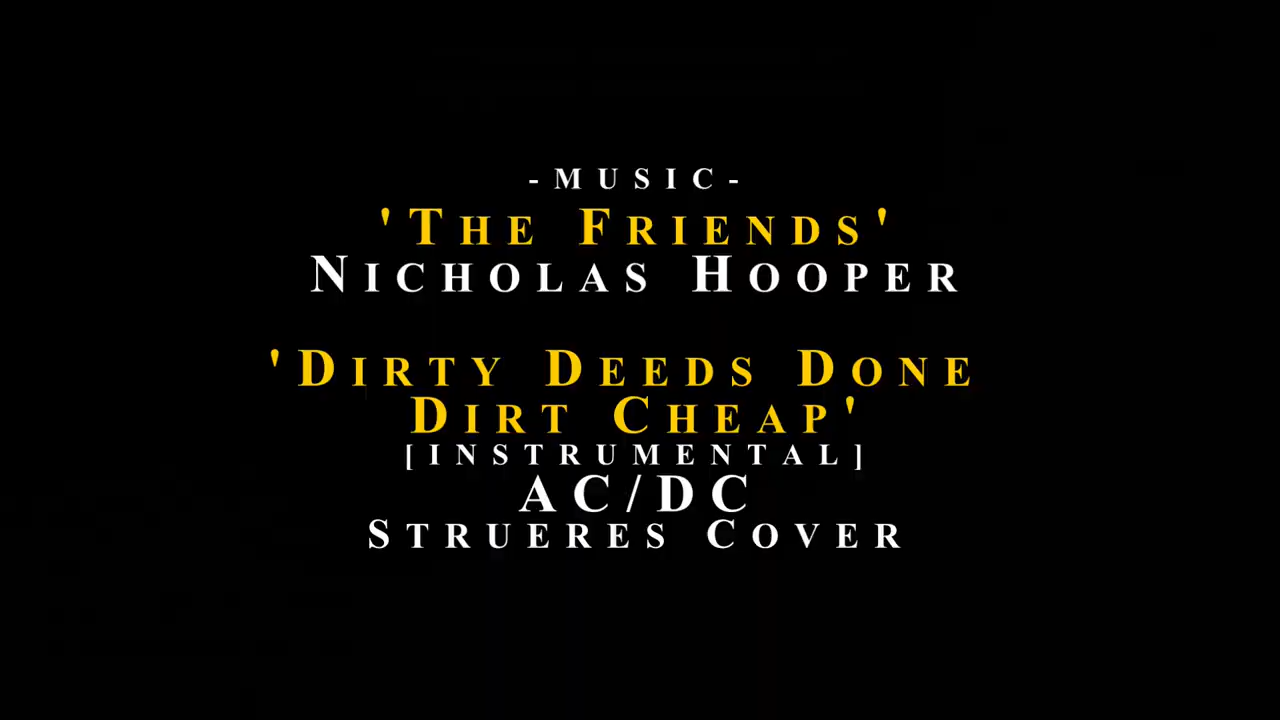 -MUSIC-
'THE FRIENDS'
NICHOLAS HOOPER
'DIRTY DEEDS DONE
DIRT CHEAP'
[INSTRUMENTAL]
AC/DC
STRUERES COVER